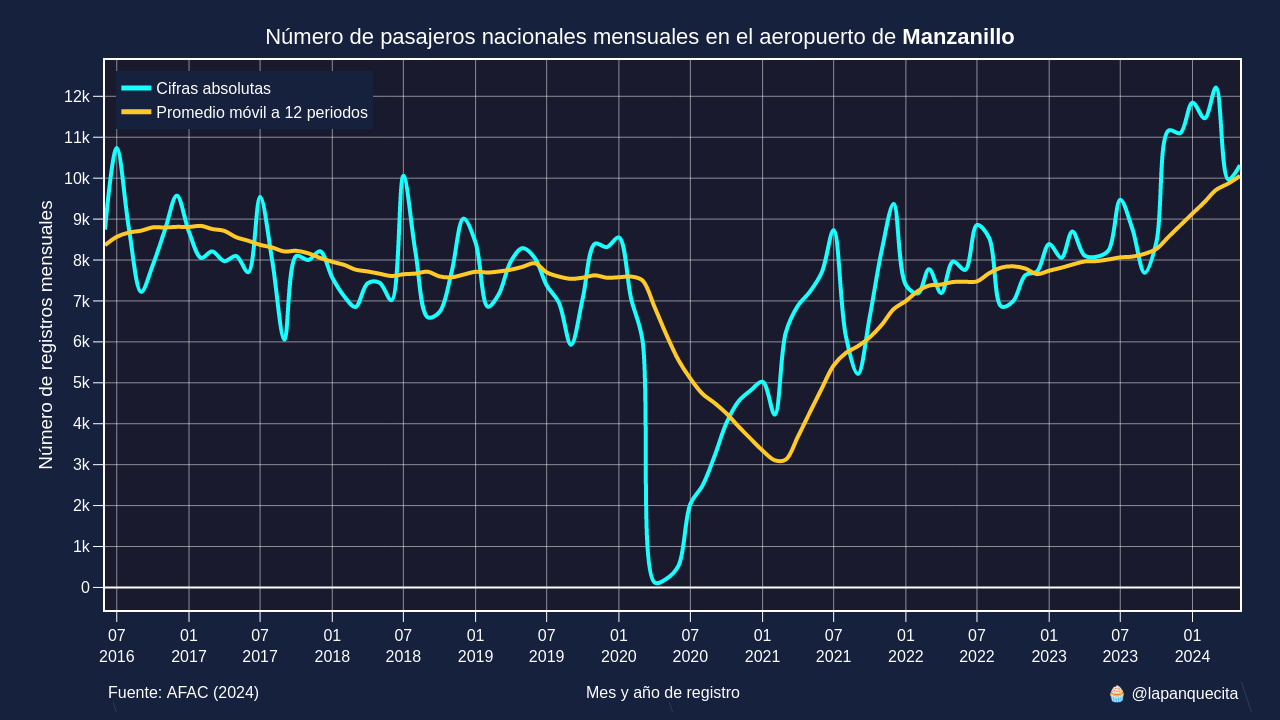 Número de pasajeros nacionales mensuales en el aeropuerto de Manzanillo
Cifras absolutas
Promedio móvil a 12 periodos
Número de registros mensuales
12k
11k
10k
9k
8k
7k
6k
5k
4k
3k
2k
1k
0
07 01 07 01 07 01 07 01 07 01 07 01 07 01 07 01
2016 2017 2017 2018 2018 2019 2019 2020 2020 2021 2021 2022 2022 2023 2023 2024
Fuente: AFAC (2024) Mes y año de registro 🧁 @lapanquecita